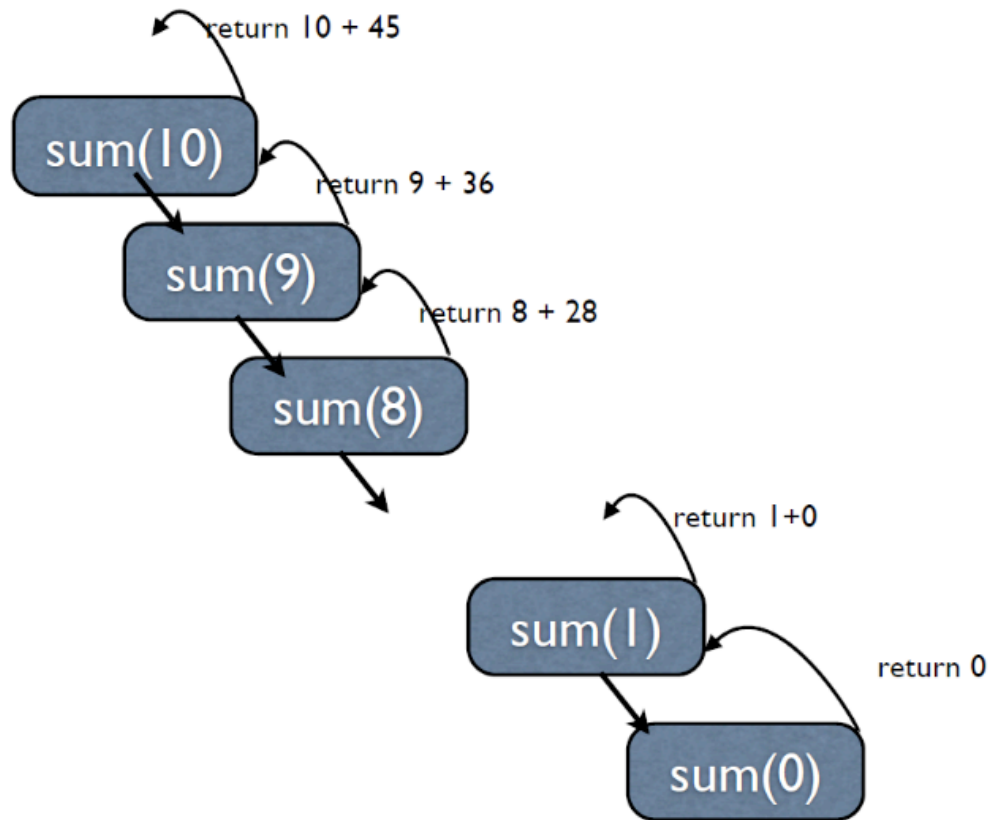 return 10 + 45
sum(10)
return 9 + 36
sum(9)
return 8 + 28
sum(8)
return 1+0
sum(1)
return 0
sum(0)